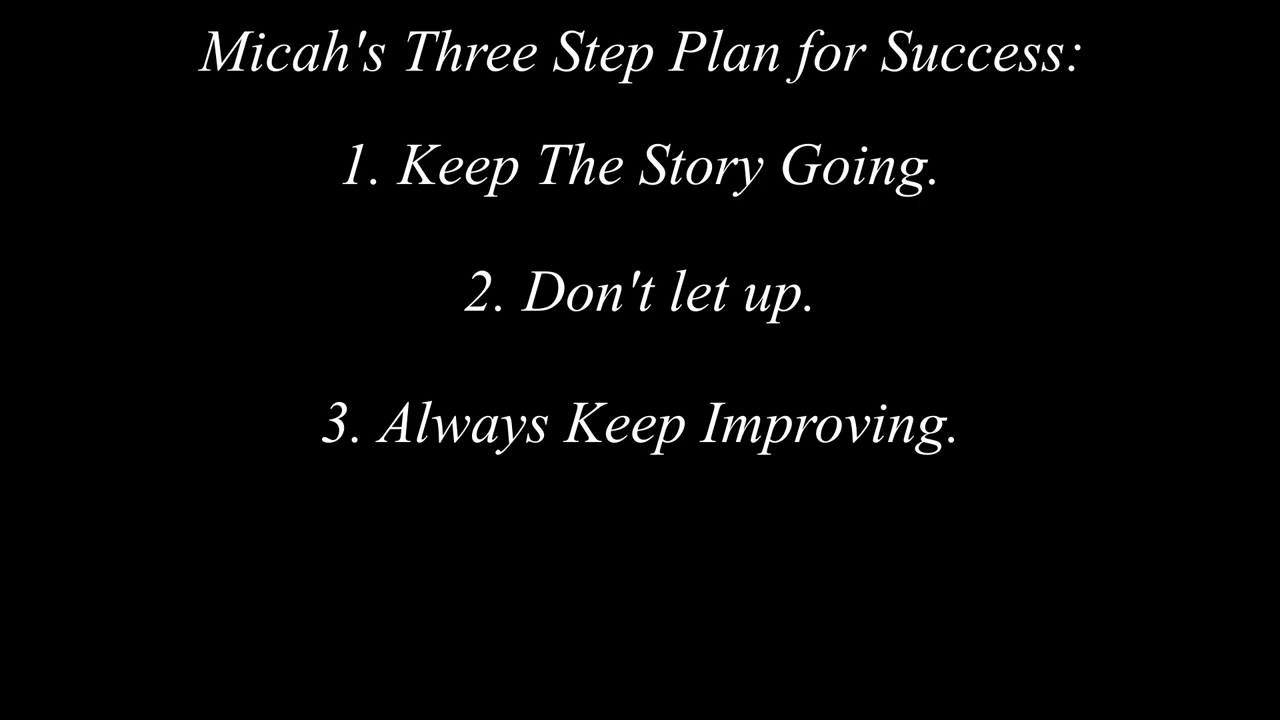 Micah's Three Step Plan for Success:
1. Keep The Story Going.
2. Don't let up.
3. Always Keep Improving.